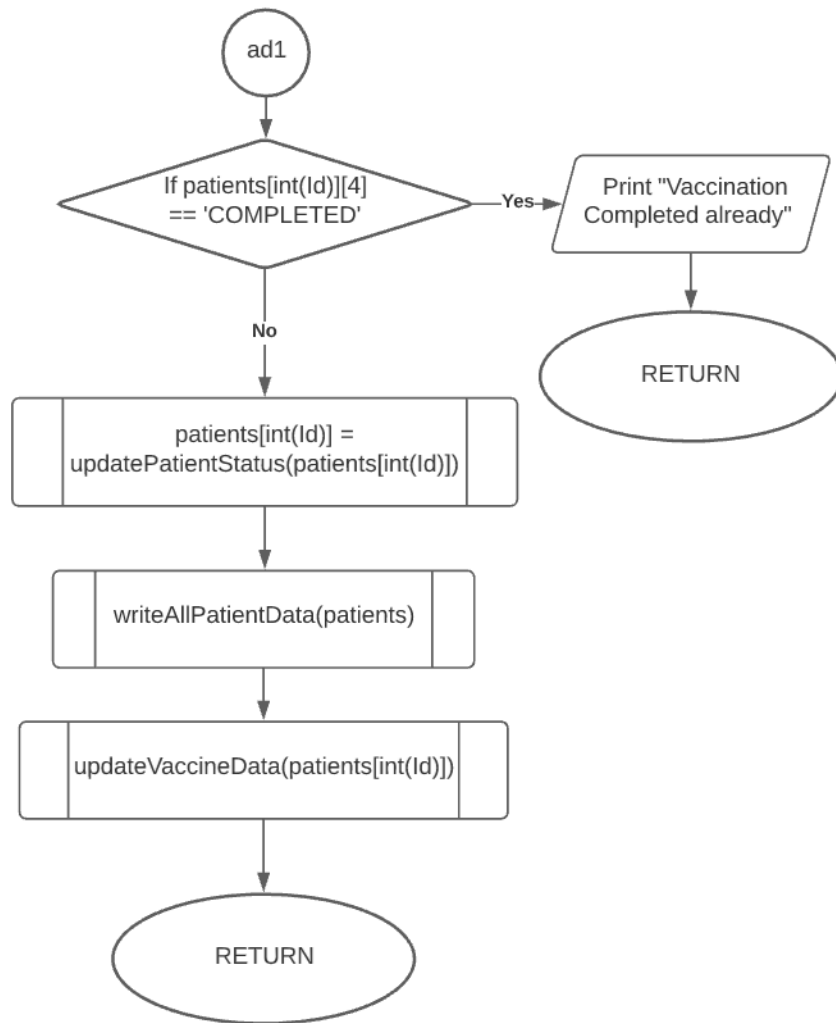 ad1
If patients[int(Id)][4]
== 'COMPLETED'
Yes
Print "Vaccination
Completed already"
RETURN
No
patients[int(Id)] =
updatePatientStatus(patients[int(Id)])
writeAllPatientData(patients)
updateVaccineData(patients[int(Id)])
RETURN